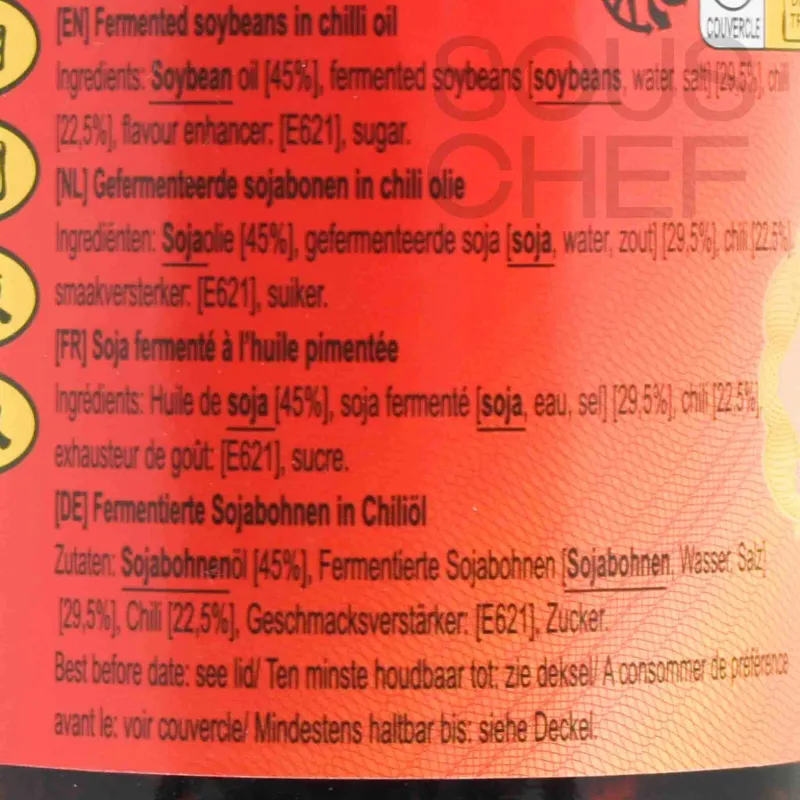 COUVERCLE
SOUS
CHEF
[EN] Fermented soybeans in chilli oil
Ingredients: Soybean oil [45%], fermented soybeans [soybeans, water, salt] [29,5%], chili
[22,5%], flavour enhancer: [E621], sugar.
[NL] Gefermenteerde sojabonen in chili olie
Ingrediënten: Sojaolie [45%], gefermenteerde soja [soja, water, zout] [29.5%], chili [22.5%],
smaakversterker: [E621], suiker.
[FR] Soja fermenté à l'huile pimentée
Ingrédients: Huile de soja [45%], soja fermenté [soja, eau, sel] [29.5%], chili [22.5%],
exhausteur de goût: [E621], sucre.
[DE] Fermentierte Sojabohnen in Chiliöl
Zutaten: Sojabohnenöl [45%], Fermentierte Sojabohnen [Sojabohnen, Wasser, Salz]
[29,5%], Chili [22,5%], Geschmacksverstärker: [E621], Zucker.
Best before date: see lid/ Ten minste houdbaar tot: zie deksel/ A consommer de préférence
avant le: voir couvercle/ Mindestens haltbar bis: siehe Deckel.